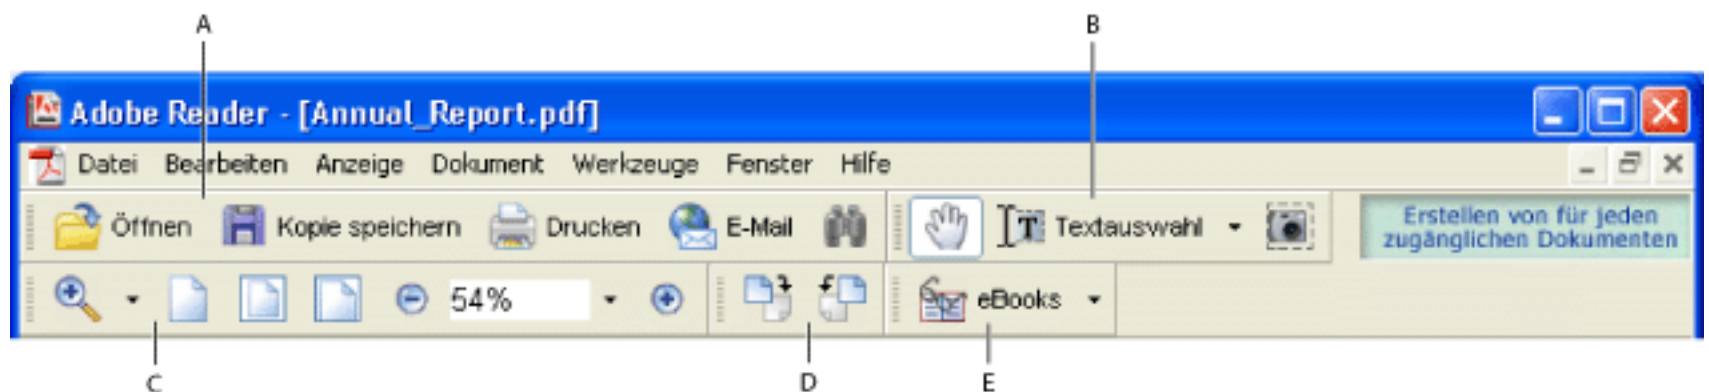 A B
Adobe Reader - [Annual_Report.pdf]
Datei Bearbeiten Anzeige Dokument Werkzeuge Fenster Hilfe
Öffnen Kopie speichern Drucken E-Mail T Textauswahl Erstellen von für jeden
zugänglichen Dokumenten
54% eBooks
C D E